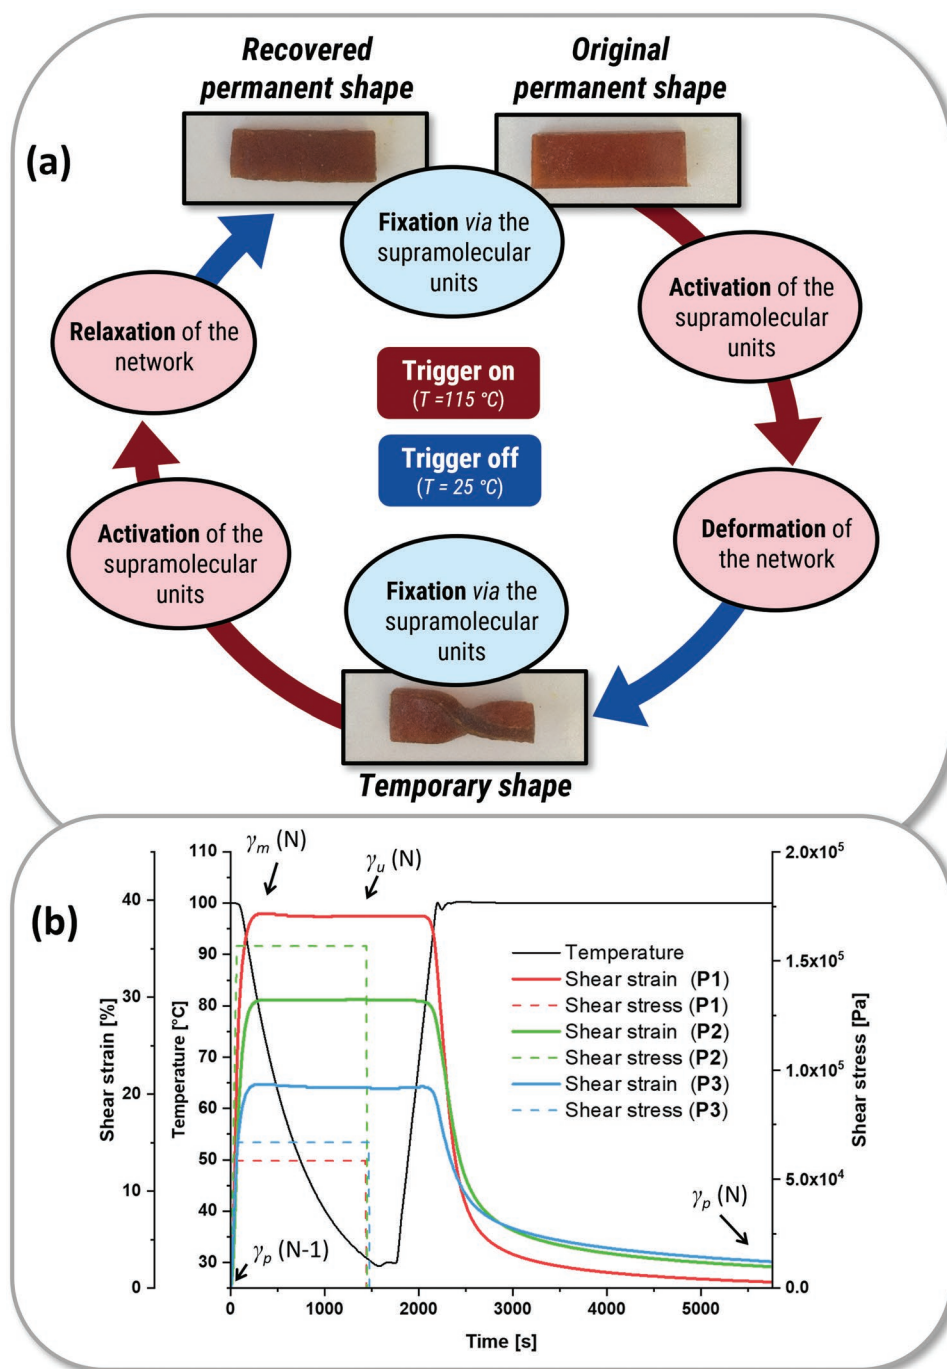 Recovered
permanent shape
Original
permanent shape
(a)
Fixation via the
supramolecular
units
Activation of the
supramolecular
units
Relaxation of the
network
Trigger on
(T =115 °C)
Trigger off
(T = 25 °C)
Deformation of
the network
Activation of the
supramolecular
units
Fixation via the
supramolecular
units
Temporary shape
(b)
γm (N)
γu (N)
γp (N-1)
γp (N)
Shear strain [%]
40
30
20
10
0
Temperature [°C]
110
100
90
80
70
60
50
40
30
Temperature
Shear strain (P1)
Shear stress (P1)
Shear strain (P2)
Shear stress (P2)
Shear strain (P3)
Shear stress (P3)
2.0x10⁵
1.5x10⁵
1.0x10⁵
5.0x10⁴
0.0
Shear stress [Pa]
0 1000 2000 3000 4000 5000
Time [s]